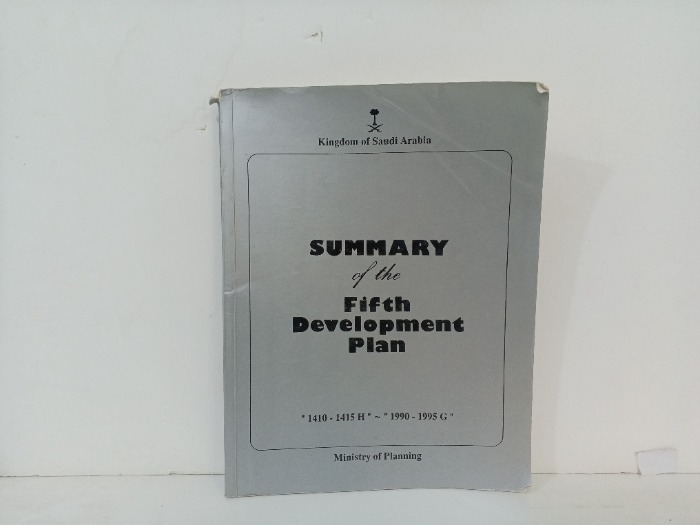 Kingdom of Saudi Arabia
SUMMARY
of the
Fifth
Development
Plan
" 1410 - 1415 H " ~ " 1990 - 1995 G "
Ministry of Planning